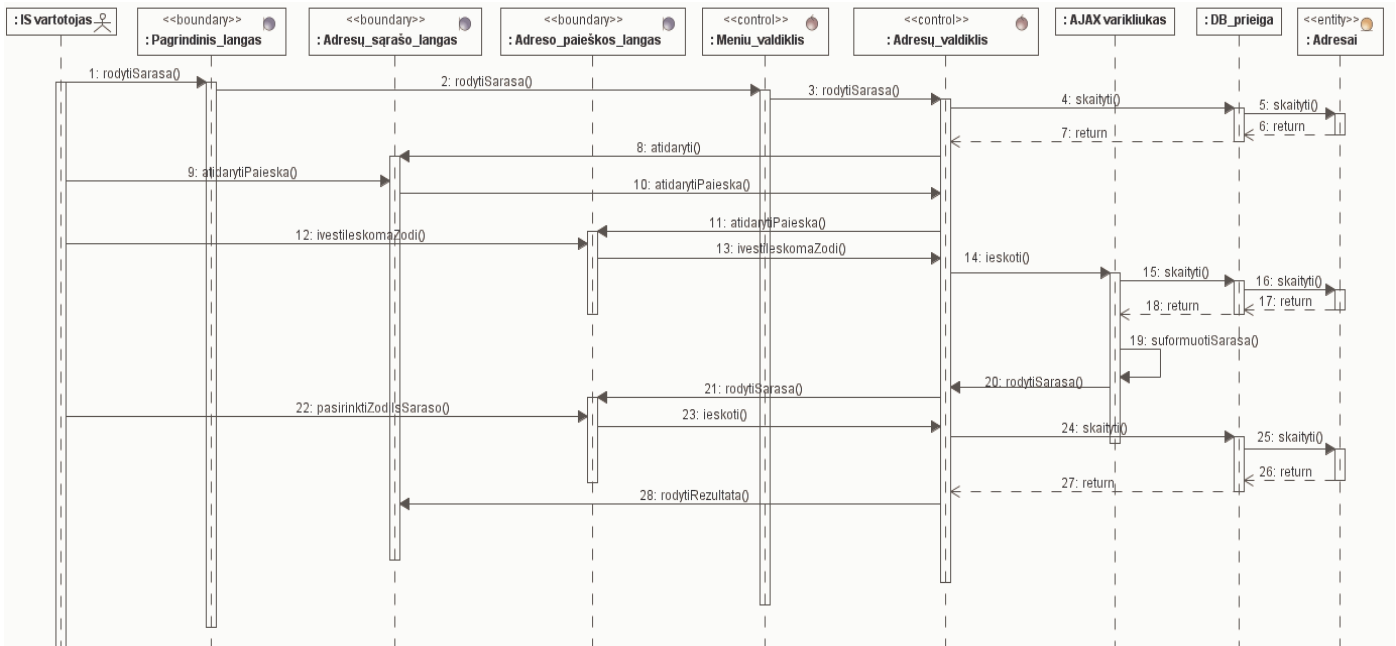 : IS vartotojas
<<boundary>>
: Pagrindinis_langas
<<boundary>>
: Adresų_sąrašo_langas
<<boundary>>
: Adreso_paieškos_langas
<<control>>
: Meniu_valdiklis
<<control>>
: Adresų_valdiklis
: AJAX varikliukas
: DB_prieiga
<<entity>>
: Adresai
1: rodytiSarasa()
2: rodytiSarasa()
3: rodytiSarasa()
4: skaityti()
5: skaityti()
6: return
7: return
8: atidaryti()
9: atidarytiPaieska()
10: atidarytiPaieska()
11: atidarytiPaieska()
12: ivestiIeskomaZodi()
13: ivestiIeskomaZodi()
14: ieskoti()
15: skaityti()
16: skaityti()
17: return
18: return
19: suformuotiSarasa()
20: rodytiSarasa()
21: rodytiSarasa()
22: pasirinktiZodiIsSaraso()
23: ieskoti()
24: skaityti()
25: skaityti()
26: return
27: return
28: rodytiRezultata()